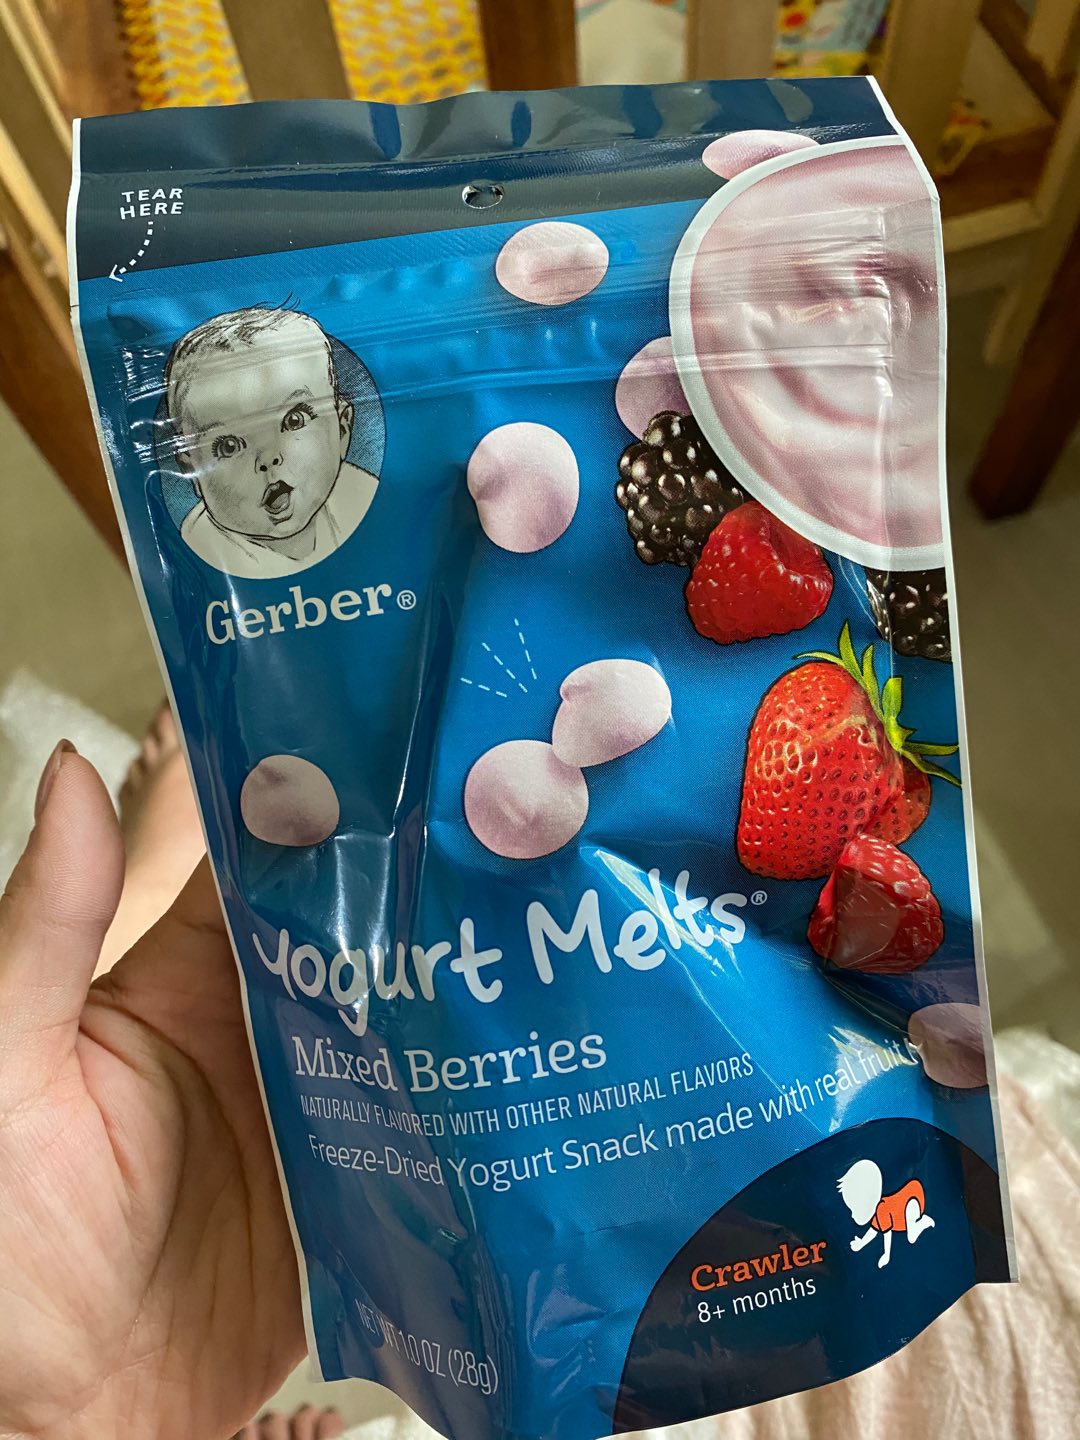 TEAR
HERE
Gerber®
Yogurt Melts®
Mixed Berries
NATURALLY FLAVORED WITH OTHER NATURAL FLAVORS
Freeze-Dried Yogurt Snack made with real fruit
Crawler
8+ months
NET WT 1.0 OZ (28g)